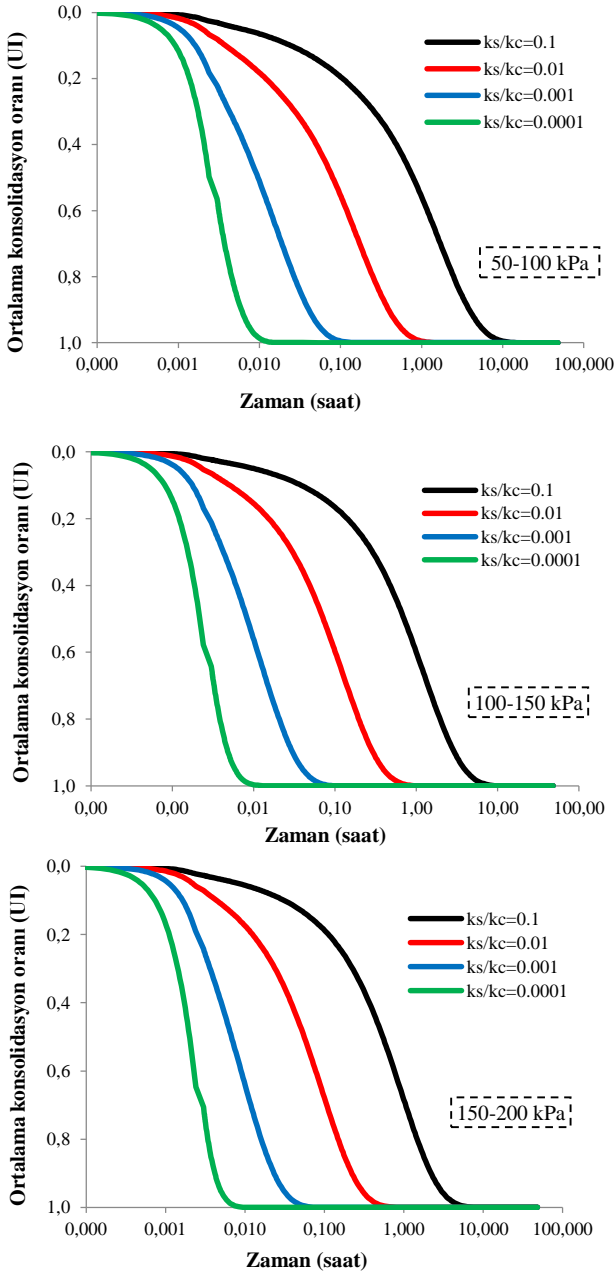 Ortalama konsolidasyon oranı (UI)
0,0
0,2
0,4
0,6
0,8
1,0
ks/kc=0.1
ks/kc=0.01
ks/kc=0.001
ks/kc=0.0001
50-100 kPa
0,000 0,001 0,010 0,100 1,000 10,000 100,000
Zaman (saat)
Ortalama konsolidasyon oranı (UI)
0,0
0,2
0,4
0,6
0,8
1,0
ks/kc=0.1
ks/kc=0.01
ks/kc=0.001
ks/kc=0.0001
100-150 kPa
0,00 0,00 0,01 0,10 1,00 10,00 100,00
Zaman (saat)
Ortalama konsolidasyon oranı (UI)
0,0
0,2
0,4
0,6
0,8
1,0
ks/kc=0.1
ks/kc=0.01
ks/kc=0.001
ks/kc=0.0001
150-200 kPa
0,000 0,001 0,010 0,100 1,000 10,000 100,000
Zaman (saat)